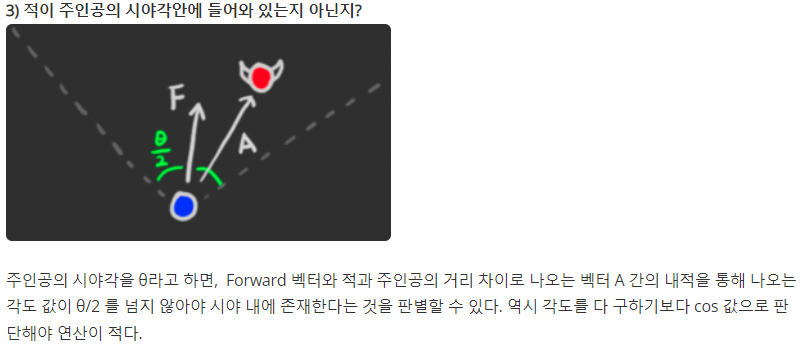 3) 적이 주인공의 시야각안에 들어와 있는지 아닌지?
F
θ
2
A
주인공의 시야각을 θ라고 하면, Forward 벡터와 적과 주인공의 거리 차이로 나오는 벡터 A 간의 내적을 통해 나오는
각도 값이 θ/2 를 넘지 않아야 시야 내에 존재한다는 것을 판별할 수 있다. 역시 각도를 다 구하기보다 cos 값으로 판
단해야 연산이 적다.